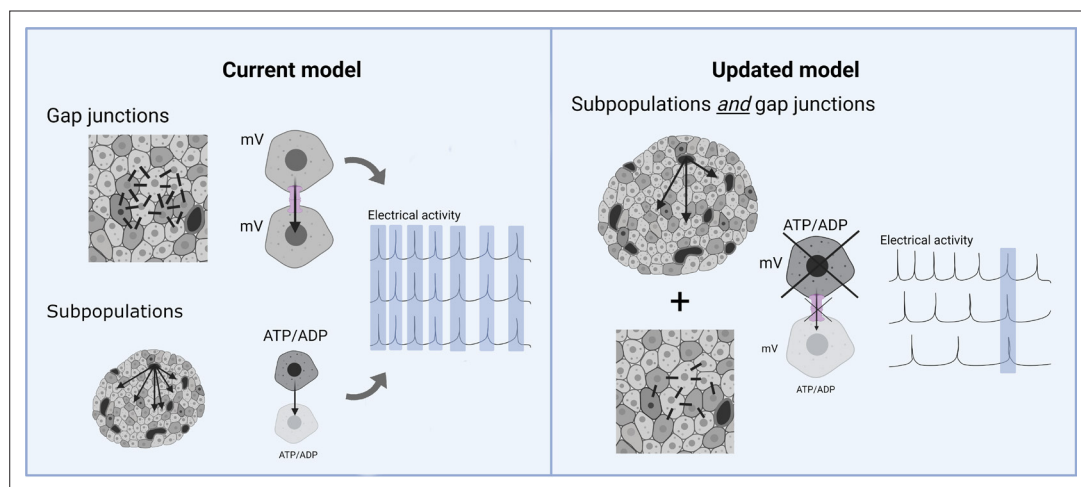 Current model
Gap junctions
mV
mV
Electrical activity
Subpopulations
ATP/ADP
ATP/ADP
Updated model
Subpopulations and gap junctions
ATP/ADP
mV
Electrical activity
+
mV
ATP/ADP